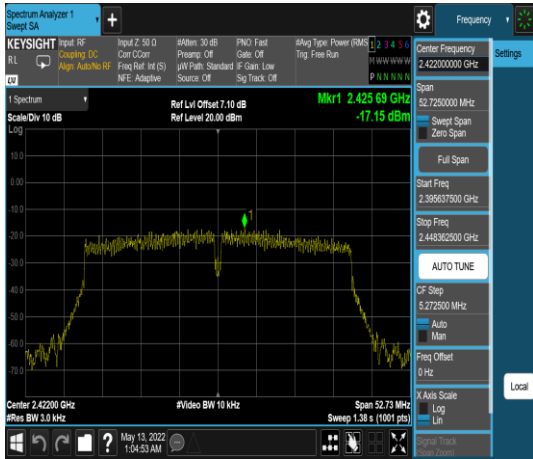 Spectrum Analyzer 1
Swept SA
+
Frequency
KEYSIGHT
RL
LXI
Input: RF
Coupling: DC
Align: Auto/No RF
Input Z: 50 Ω
Corr CCorr
Freq Ref: Int (S)
NFE: Adaptive
#Atten: 30 dB
Preamp: Off
µW Path: Standard
Source: Off
PNO: Fast
Gate: Off
IF Gain: Low
Sig Track: Off
#Avg Type: Power (RMS
Trig: Free Run
1 2 3 4 5 6
M W W W W W
P N N N N N
1 Spectrum
Scale/Div 10 dB
Log
Ref Lvl Offset 7.10 dB
Ref Level 20.00 dBm
Mkr1 2.425 69 GHz
-17.15 dBm
10.0
0.00
-10.0
-20.0
-30.0
-40.0
-50.0
-60.0
-70.0
1
Center 2.42200 GHz
#Res BW 3.0 kHz
#Video BW 10 kHz
Span 52.73 MHz
Sweep 1.38 s (1001 pts)
May 13, 2022
1:04:53 AM
Center Frequency
2.422000000 GHz
Span
52.7250000 MHz
Swept Span
Zero Span
Full Span
Start Freq
2.395637500 GHz
Stop Freq
2.448362500 GHz
AUTO TUNE
CF Step
5.272500 MHz
Auto
Man
Freq Offset
0 Hz
X Axis Scale
Log
Lin
Signal Track
(Span Zoom)
Settings
Local